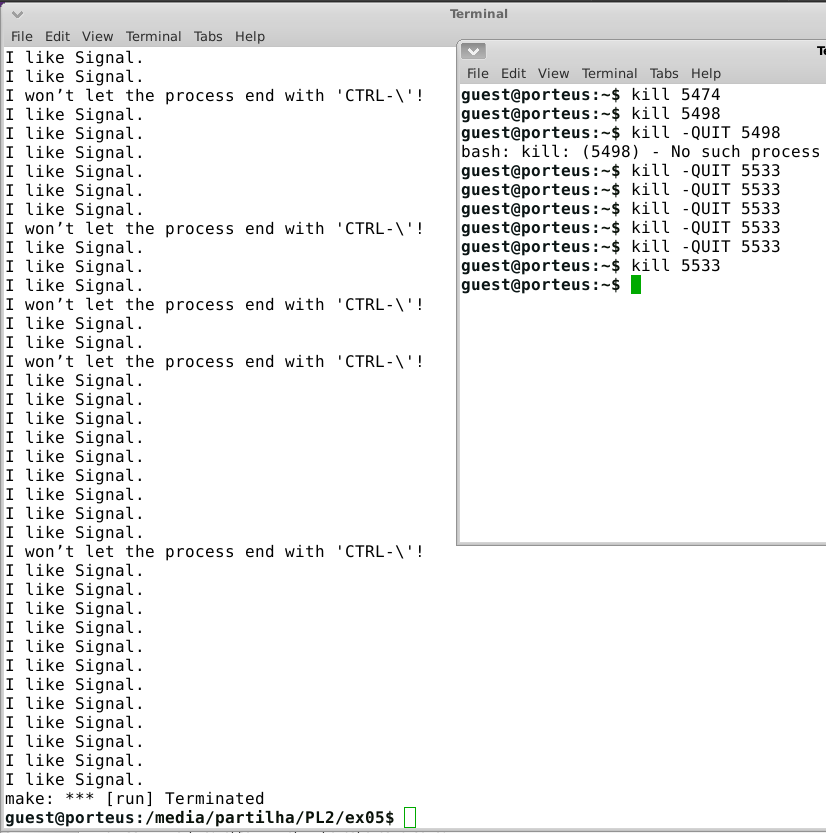 Terminal
File Edit View Terminal Tabs Help
I like Signal.
I like Signal.
I won’t let the process end with 'CTRL-\'!
I like Signal.
I like Signal.
I like Signal.
I like Signal.
I like Signal.
I like Signal.
I won’t let the process end with 'CTRL-\'!
I like Signal.
I like Signal.
I like Signal.
I won’t let the process end with 'CTRL-\'!
I like Signal.
I like Signal.
I won’t let the process end with 'CTRL-\'!
I like Signal.
I like Signal.
I like Signal.
I like Signal.
I like Signal.
I like Signal.
I like Signal.
I like Signal.
I like Signal.
I won’t let the process end with 'CTRL-\'!
I like Signal.
I like Signal.
I like Signal.
I like Signal.
I like Signal.
I like Signal.
I like Signal.
I like Signal.
I like Signal.
I like Signal.
I like Signal.
I like Signal.
make: *** [run] Terminated
guest@porteus:/media/partilha/PL2/ex05$
File Edit View Terminal Tabs Help
guest@porteus:~$ kill 5474
guest@porteus:~$ kill 5498
guest@porteus:~$ kill -QUIT 5498
bash: kill: (5498) - No such process
guest@porteus:~$ kill -QUIT 5533
guest@porteus:~$ kill -QUIT 5533
guest@porteus:~$ kill -QUIT 5533
guest@porteus:~$ kill -QUIT 5533
guest@porteus:~$ kill -QUIT 5533
guest@porteus:~$ kill 5533
guest@porteus:~$